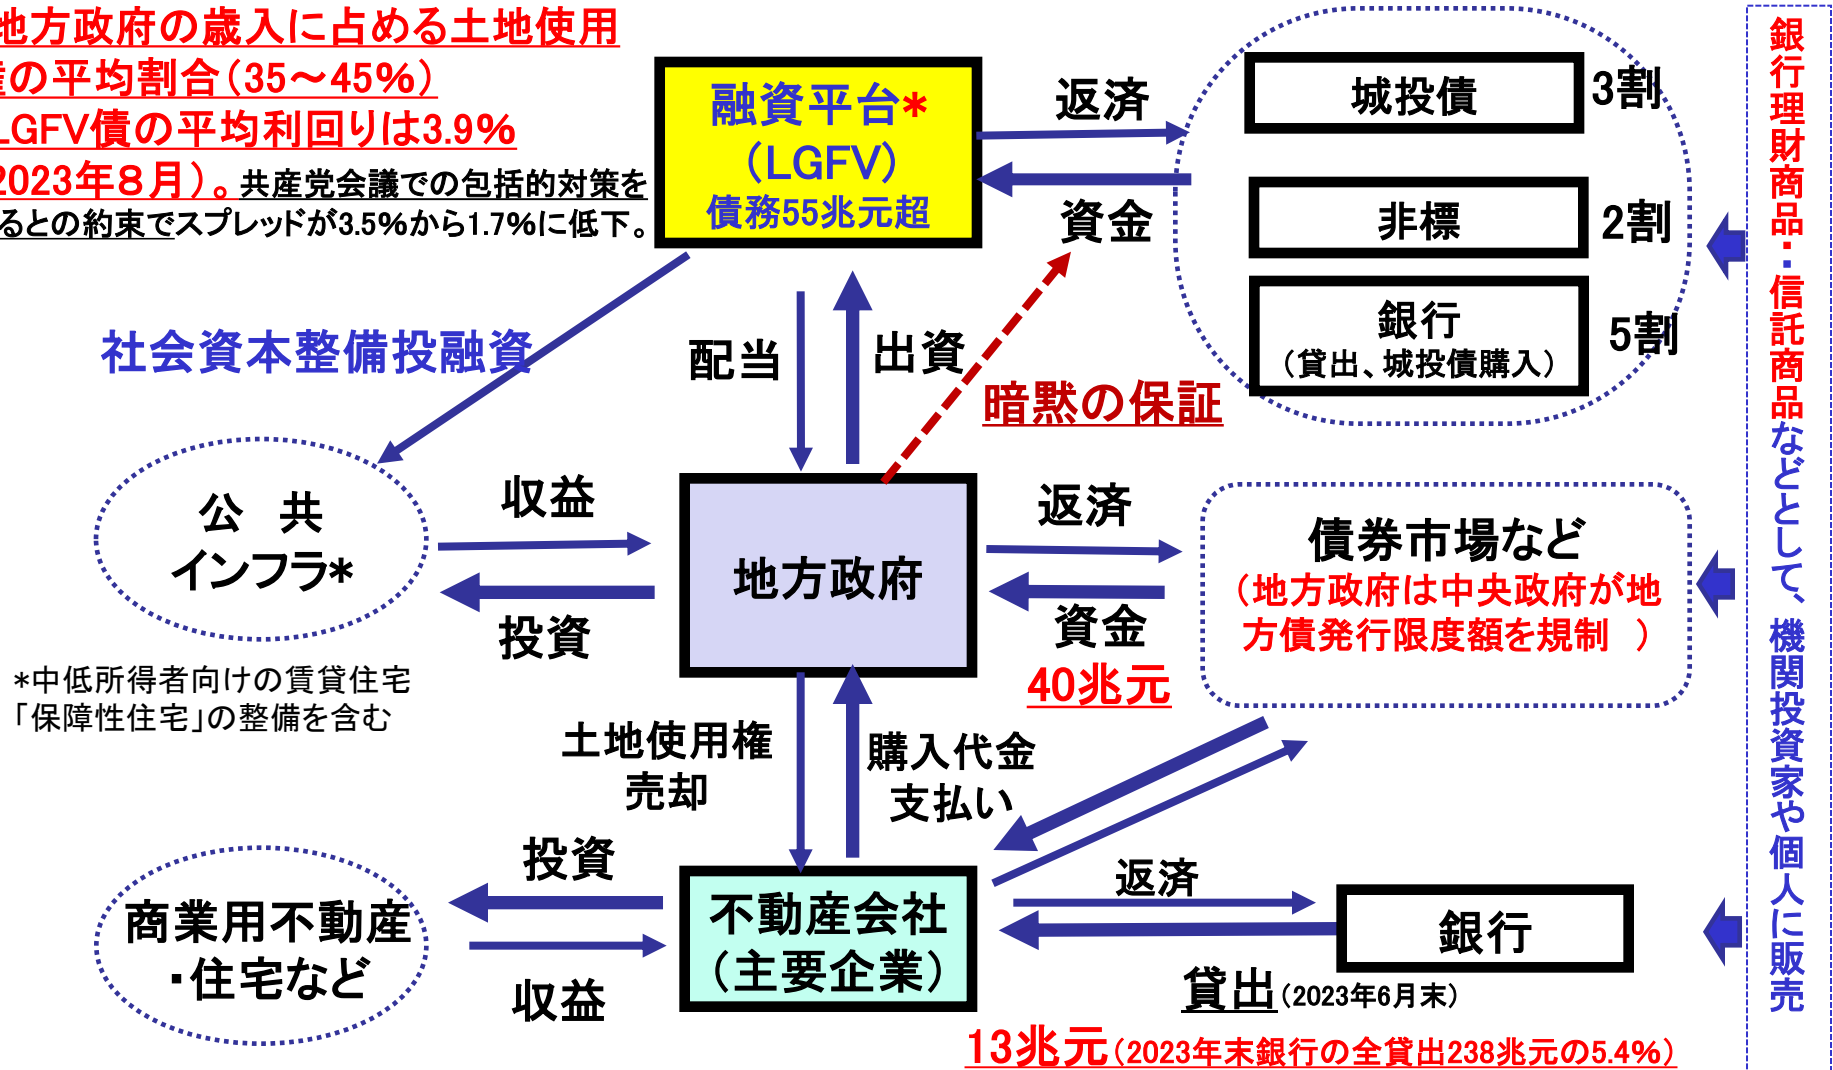 地方政府の歳入に占める土地使用
の平均割合(35～45%)
LGFV債の平均利回りは3.9%
2023年８月)。共産党会議での包括的対策を
るとの約束でスプレッドが3.5%から1.7%に低下。
融資平台*
(LGFV)
債務55兆元超
返済
資金
城投債
3割
非標
2割
銀行
(貸出、城投債購入)
5割
社会資本整備投融資
配当
出資
暗黙の保証
公 共
インフラ*
収益
投資
地方政府
返済
資金
40兆元
債券市場など
(地方政府は中央政府が地
方債発行限度額を規制 )
*中低所得者向けの賃貸住宅
「保障性住宅」の整備を含む
土地使用権
売却
購入代金
支払い
商業用不動産
・住宅など
投資
収益
不動産会社
(主要企業)
返済
銀行
貸出(2023年6月末)
13兆元(2023年末銀行の全貸出238兆元の5.4%)
銀行理財商品・・信託商品などとして、機関投資家や個人に販売